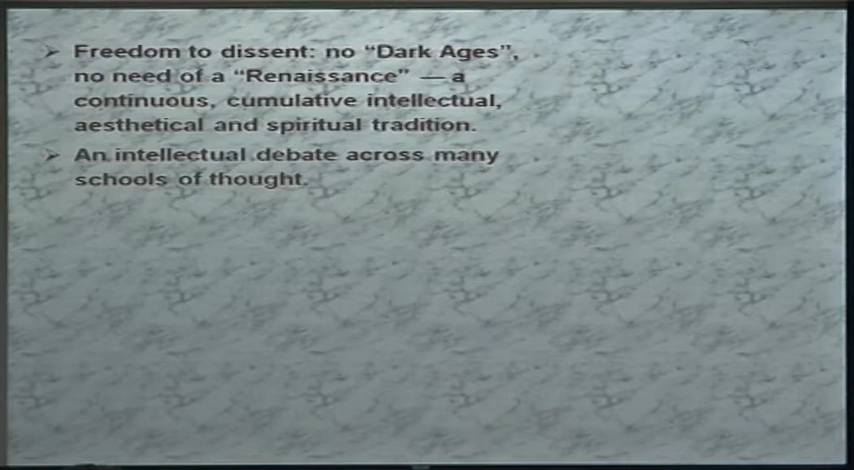 ➢ Freedom to dissent: no “Dark Ages”,
no need of a “Renaissance” — a
continuous, cumulative intellectual,
aesthetical and spiritual tradition.
➢ An intellectual debate across many
schools of thought.